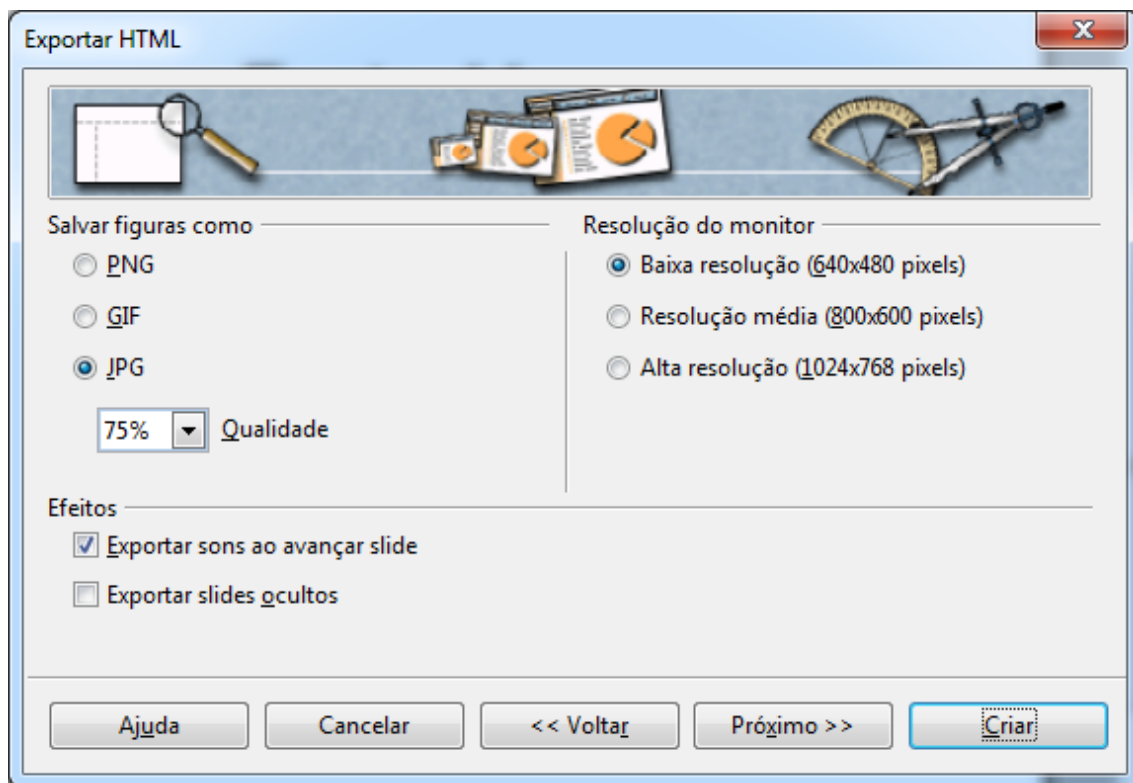 Exportar HTML
Salvar figuras como
PNG
GIF
JPG
75% Qualidade
Resolução do monitor
Baixa resolução (640x480 pixels)
Resolução média (800x600 pixels)
Alta resolução (1024x768 pixels)
Efeitos
Exportar sons ao avançar slide
Exportar slides ocultos
Ajuda Cancelar << Voltar Próximo >> Criar